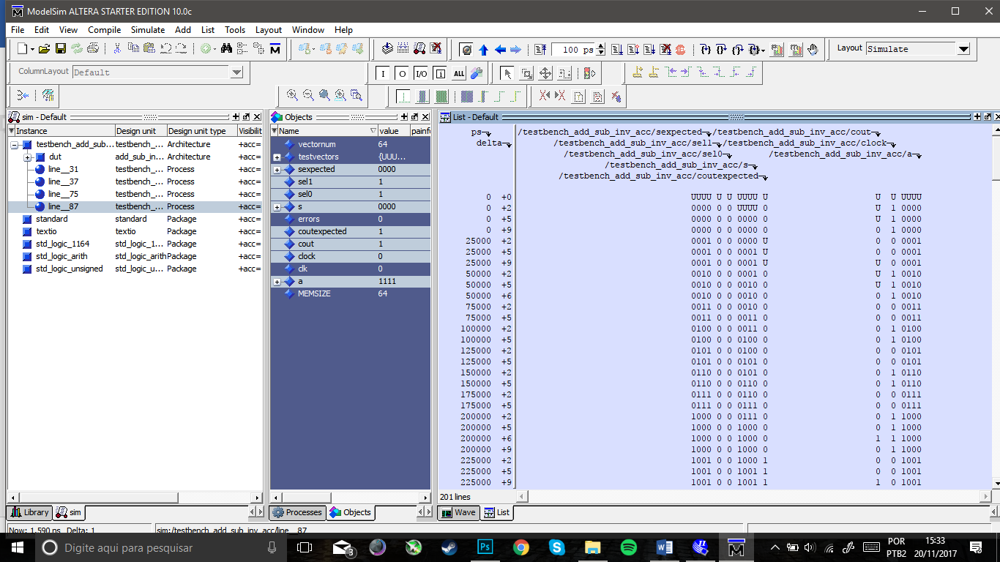 ModelSim ALTERA STARTER EDITION 10.0c
File Edit View Compile Simulate Add List Tools Layout Window Help
100 ps Layout Simulate
ColumnLayout Default I O I/O i ALL
sim - Default
Instance Design unit Design unit type Visibilit
testbench_add_sub... testbench_... Architecture +acc=
dut add_sub_in... Architecture +acc=
line__31 testbench_... Process +acc=
line__37 testbench_... Process +acc=
line__75 testbench_... Process +acc=
line__87 testbench_... Process +acc=
standard standard Package +acc=
textio textio Package +acc=
std_logic_1164 std_logic_1... Package +acc=
std_logic_arith std_logic_arith Package +acc=
std_logic_unsigned std_logic_u... Package +acc=
Library sim
Objects
Name value painf
vectornum 64
testvectors {UUU...
sexpected 0000
sel1 1
sel0 1
s 0000
errors 0
coutexpected 1
cout 1
clock 0
clk 0
a 1111
MEMSIZE 64
Processes Objects
List - Default
ps /testbench_add_sub_inv_acc/sexpected /testbench_add_sub_inv_acc/cout
delta /testbench_add_sub_inv_acc/sel1 /testbench_add_sub_inv_acc/clock
/testbench_add_sub_inv_acc/sel0 /testbench_add_sub_inv_acc/a
/testbench_add_sub_inv_acc/s
/testbench_add_sub_inv_acc/coutexpected
0 +0 UUUU U U UUUU U U U UUUU
0 +2 0000 0 0 UUUU 0 U 1 0000
0 +5 0000 0 0 0000 0 U 1 0000
0 +9 0000 0 0 0000 0 0 1 0000
25000 +2 0001 0 0 0000 U 0 0 0001
25000 +5 0001 0 0 0001 U 0 0 0001
25000 +9 0001 0 0 0001 U U 0 0001
50000 +2 0010 0 0 0001 0 U 1 0010
50000 +5 0010 0 0 0010 0 U 1 0010
50000 +6 0010 0 0 0010 0 0 1 0010
75000 +2 0011 0 0 0010 0 0 0 0011
75000 +5 0011 0 0 0011 0 0 0 0011
100000 +2 0100 0 0 0011 0 0 1 0100
100000 +5 0100 0 0 0100 0 0 1 0100
125000 +2 0101 0 0 0100 0 0 0 0101
125000 +5 0101 0 0 0101 0 0 0 0101
150000 +2 0110 0 0 0101 0 0 1 0110
150000 +5 0110 0 0 0110 0 0 1 0110
175000 +2 0111 0 0 0110 0 0 0 0111
175000 +5 0111 0 0 0111 0 0 0 0111
200000 +2 1000 0 0 0111 0 0 1 1000
200000 +5 1000 0 0 1000 0 0 1 1000
200000 +6 1000 0 0 1000 0 1 1 1000
200000 +9 1000 0 0 1000 0 0 1 1000
225000 +2 1001 0 0 1000 1 0 0 1001
225000 +5 1001 0 0 1001 1 0 0 1001
225000 +9 1001 0 0 1001 1 1 0 1001
201 lines
Wave List
Now: 1,590 ns Delta: 1 sim:/testbench_add_sub_inv_acc/line__87
Digite aqui para pesquisar 3 Ps POR 15:33
PTB2 20/11/2017